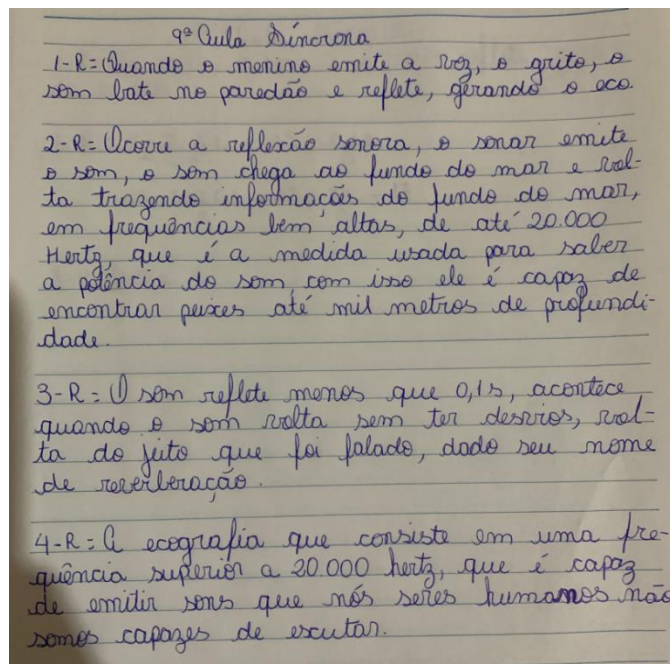 9ª Aula Síncrona
1-R= Quando o menino emite a voz, o grito, o
som bate no paredão e reflete, gerando o eco.
2-R= Ocorre a reflexão sonora, o sonar emite
o som, o som chega ao fundo do mar e vol-
ta trazendo informações do fundo do mar,
em frequências bem altas, de até 20.000
Hertz, que é a medida usada para saber
a potência do som, com isso ele é capaz de
encontrar peixes até mil metros de profundi-
dade.
3-R= O som reflete menos que 0,1s, acontece
quando o som volta sem ter desvios, vol-
ta do jeito que foi falado, dado seu nome
de reverberação.
4-R= A ecografia que consiste em uma fre-
quência superior a 20.000 hertz, que é capaz
de emitir sons que nós seres humanos não
somos capazes de escutar.